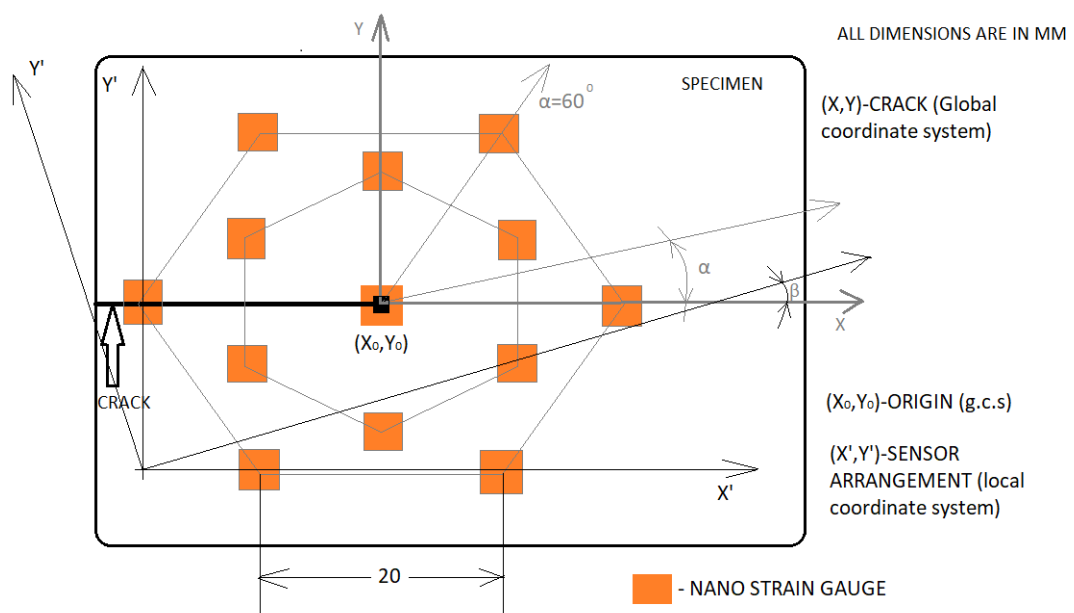 Y
ALL DIMENSIONS ARE IN MM
Y'
Y'
SPECIMEN
α=60°
(X,Y)-CRACK (Global
coordinate system)
α
β
X
(X₀,Y₀)
CRACK
(X₀,Y₀)-ORIGIN (g.c.s)
(X',Y')-SENSOR
ARRANGEMENT (local
coordinate system)
X'
20
- NANO STRAIN GAUGE